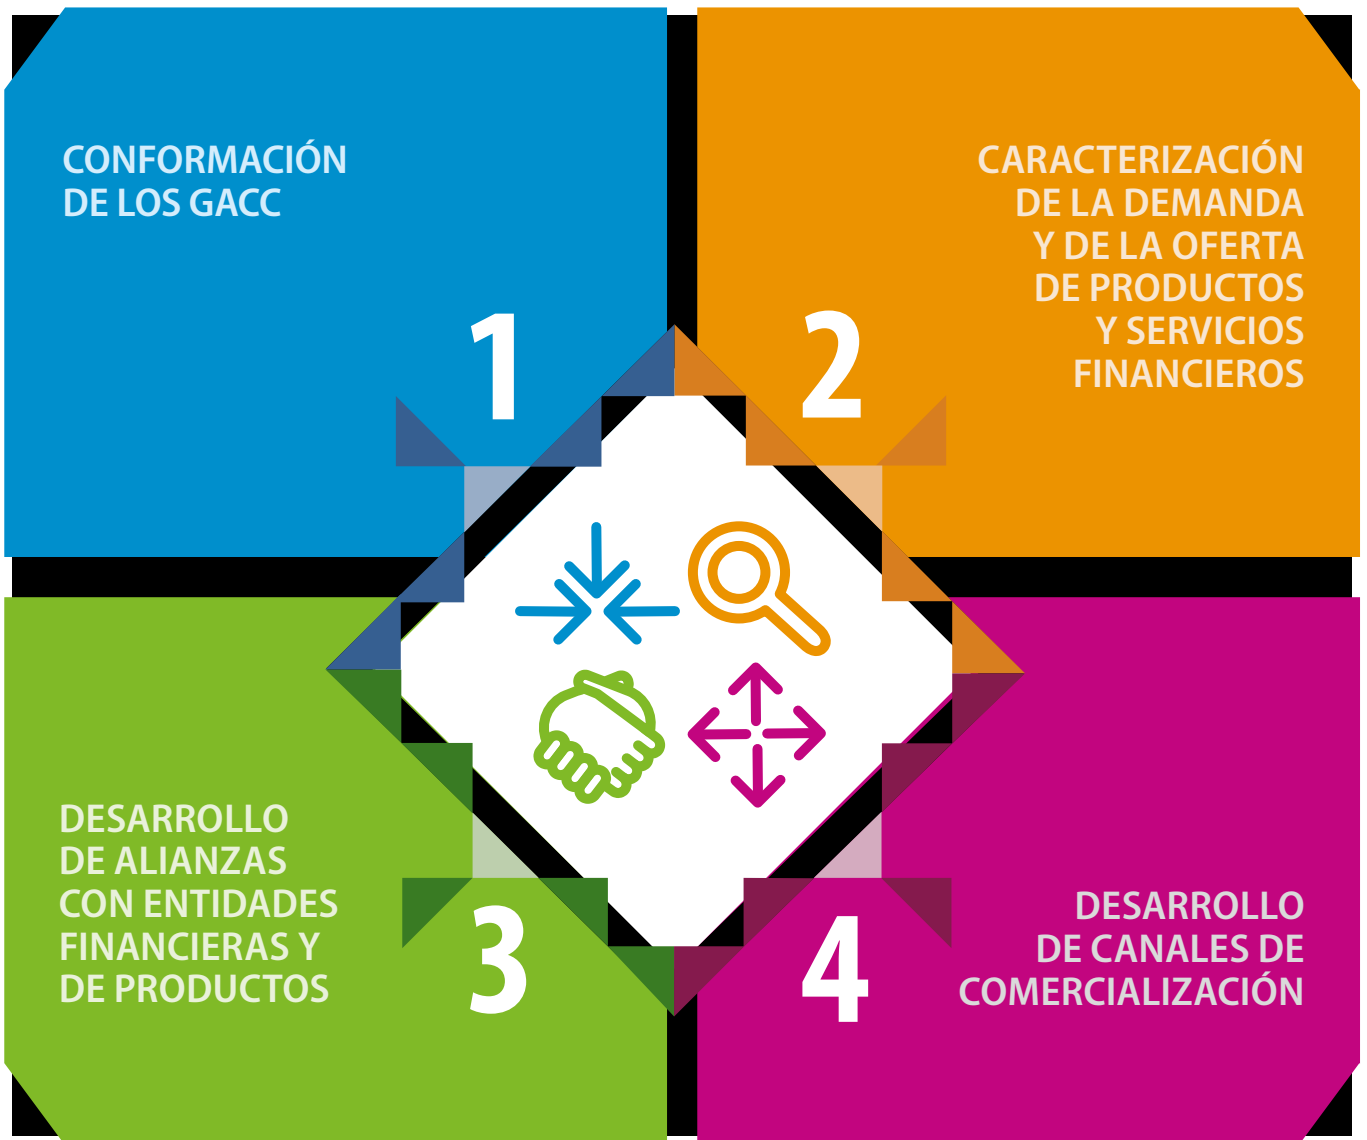 CONFORMACIÓN
DE LOS GACC
1
CARACTERIZACIÓN
DE LA DEMANDA
Y DE LA OFERTA
DE PRODUCTOS
Y SERVICIOS
FINANCIEROS
2
DESARROLLO
DE ALIANZAS
CON ENTIDADES
FINANCIERAS Y
DE PRODUCTOS
3
DESARROLLO
DE CANALES DE
COMERCIALIZACIÓN
4